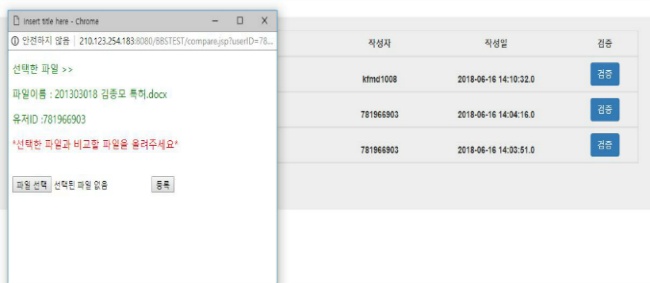 insert title here - Chrome
안전하지 않음 | 210.123.254.183:8080/BBSTEST/compare.jsp?userID=78...
선택한 파일 >>
파일이름 : 201303018 김종모 특허.docx
유저ID :781966903
*선택한 파일과 비교할 파일을 올려주세요*
파일 선택 선택된 파일 없음 등록
작성자 작성일 검증
kfmd1008 2018-06-16 14:10:32.0 검증
781966903 2018-06-16 14:04:16.0 검증
781966903 2018-06-16 14:03:51.0 검증